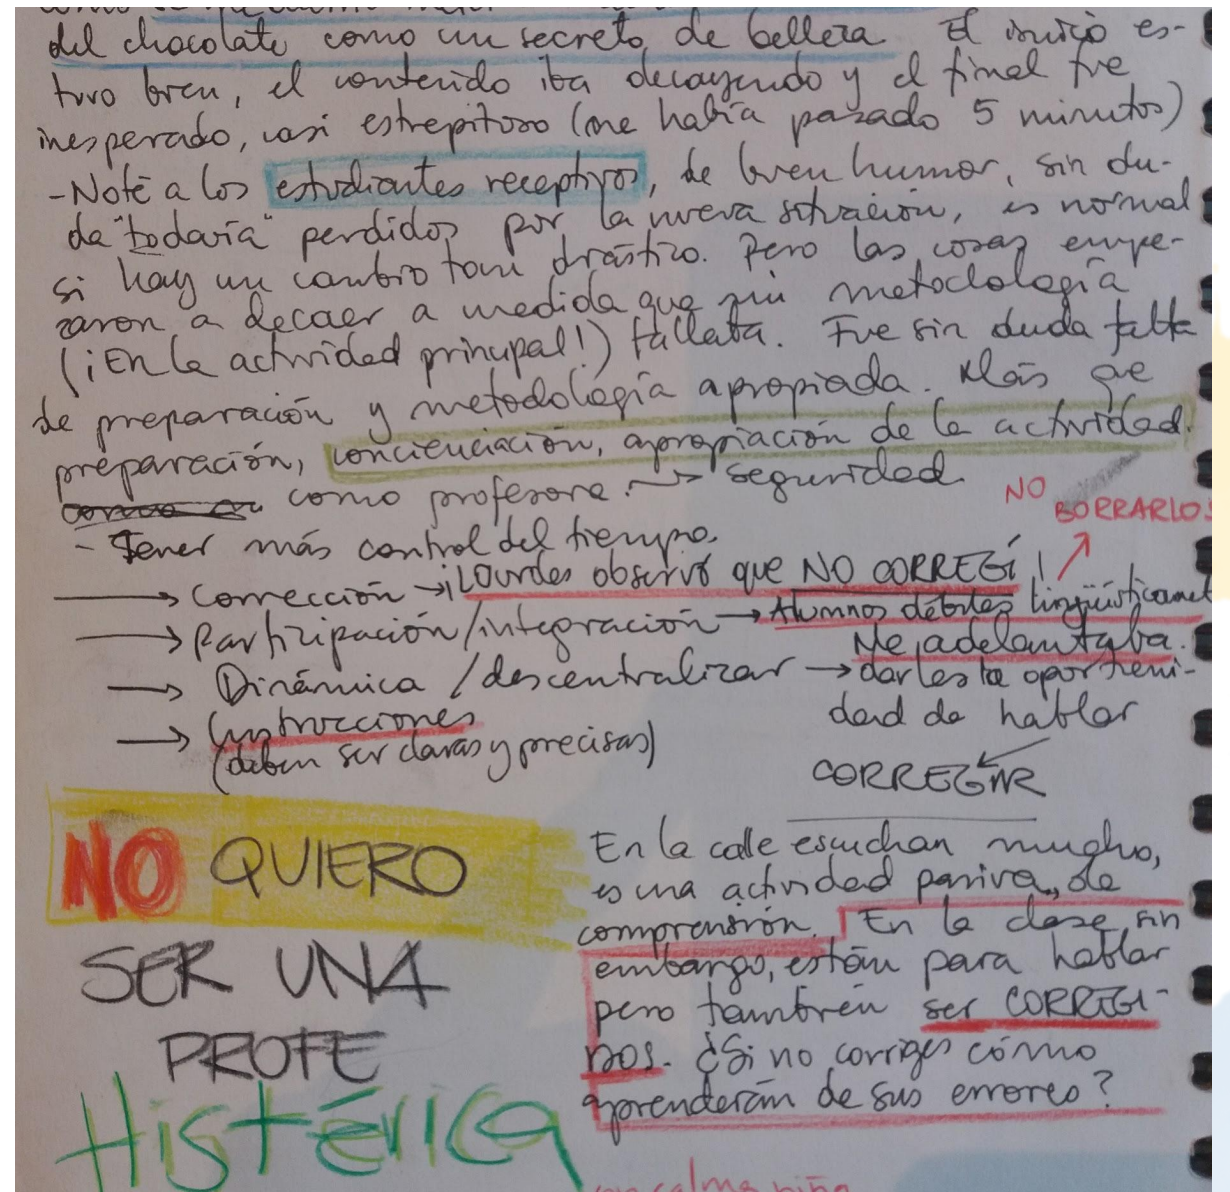 del chocolate como un secreto de belleza. El inicio es-
tuvo bien, el contenido iba decayendo y el final fue
inesperado, casi estrepitoso (me había pasado 5 minutos)
- Noté a los estudiantes receptivos, de buen humor, sin du-
da "todavía" perdidos por la nueva situación, es normal
si hay un cambio tan drástico. Pero las cosas empe-
zaron a decaer a medida que mi metodología
(¡En la actividad principal!) fallaba. Fue sin duda falta
de preparación y metodología apropiada. Más que
preparación, concienciación, apropiación de la actividad.
como profesora. → seguridad
- Tener más control del tiempo.
NO
BORRARLOS
→ Corrección → ¡Lourdes observó que NO CORREGÍ!
→ Participación/integración → Alumnos débiles lingüísticament
Me adelantaba.
→ Dinámica / descentralizar → darles la oportuni-
dad de hablar
→ Instrucciones
(deben ser claras y precisas)
CORREGIR
NO QUIERO
SER UNA
PROFE
HistériCa
En la calle escuchan mucho,
es una actividad pasiva, de
comprensión. En la clase sin
embargo, están para hablar
pero también ser CORREGI-
DOS. ¿Si no corriges cómo
aprenderán de sus errores?
calma niña